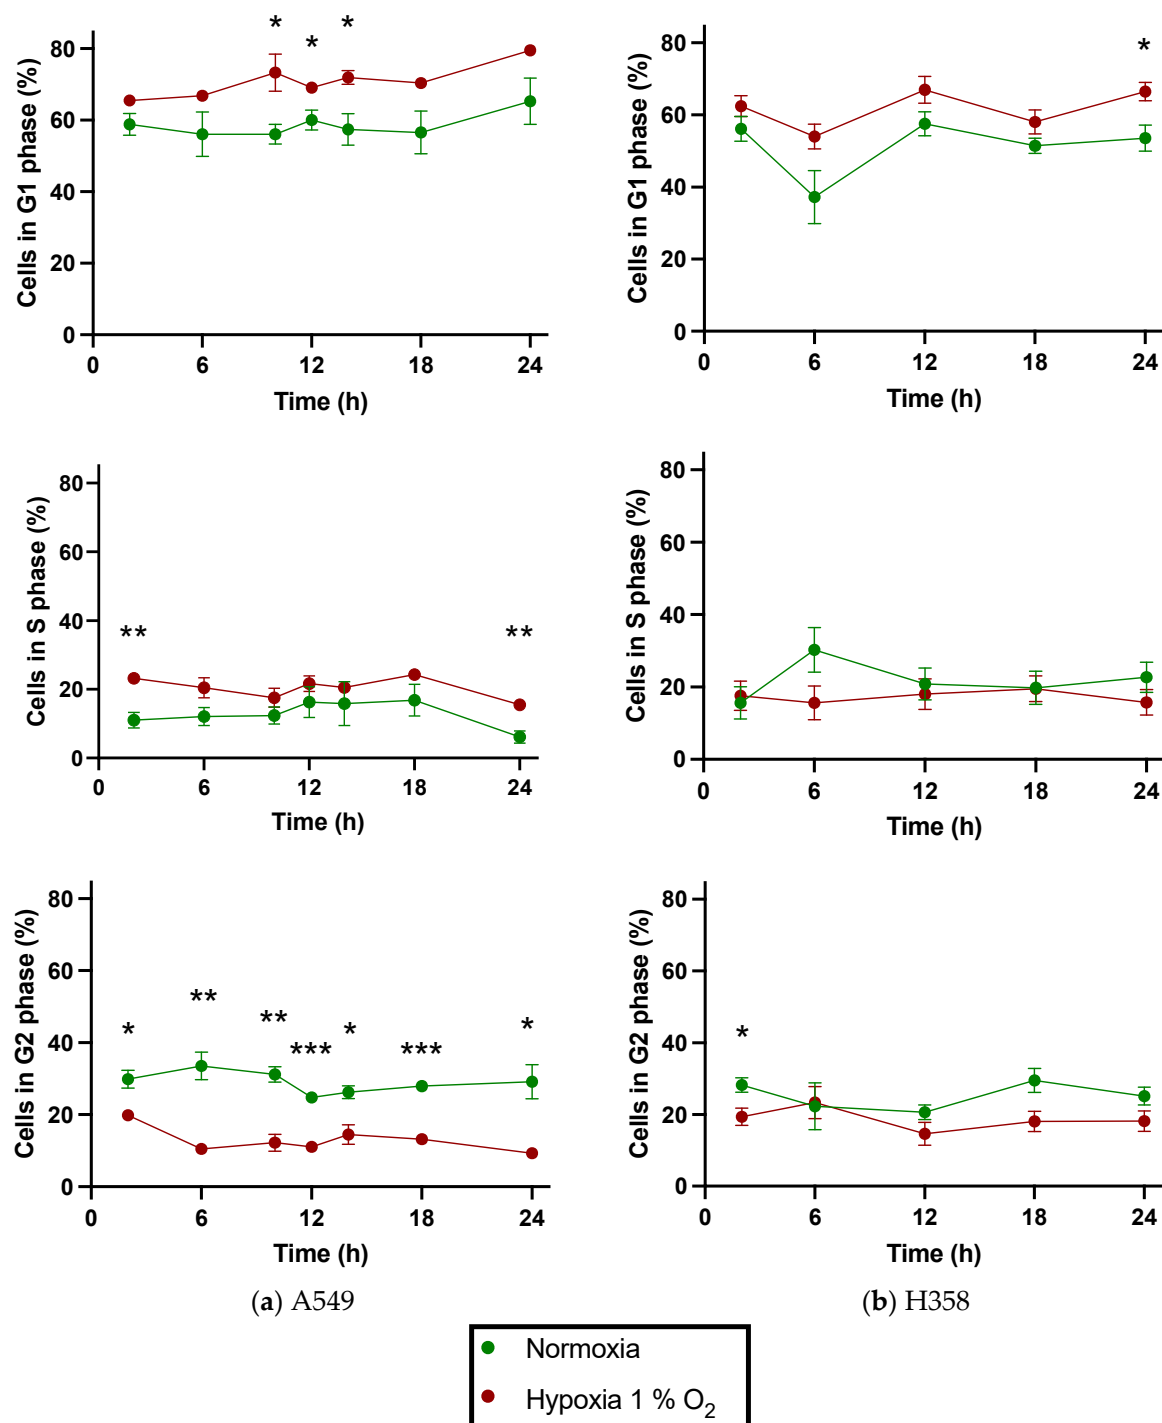 Cells in G1 phase (%)
80
60
40
20
0
* * *
0 6 12 18 24
Time (h)
Cells in G1 phase (%)
80
60
40
20
0
*
0 6 12 18 24
Time (h)
Cells in S phase (%)
80
60
40
20
0
** **
0 6 12 18 24
Time (h)
Cells in S phase (%)
80
60
40
20
0
0 6 12 18 24
Time (h)
Cells in G2 phase (%)
80
60
40
20
0
* ** ** *** * *** *
0 6 12 18 24
Time (h)
Cells in G2 phase (%)
80
60
40
20
0
*
0 6 12 18 24
Time (h)
(a) A549
(b) H358
Normoxia
Hypoxia 1 % O₂